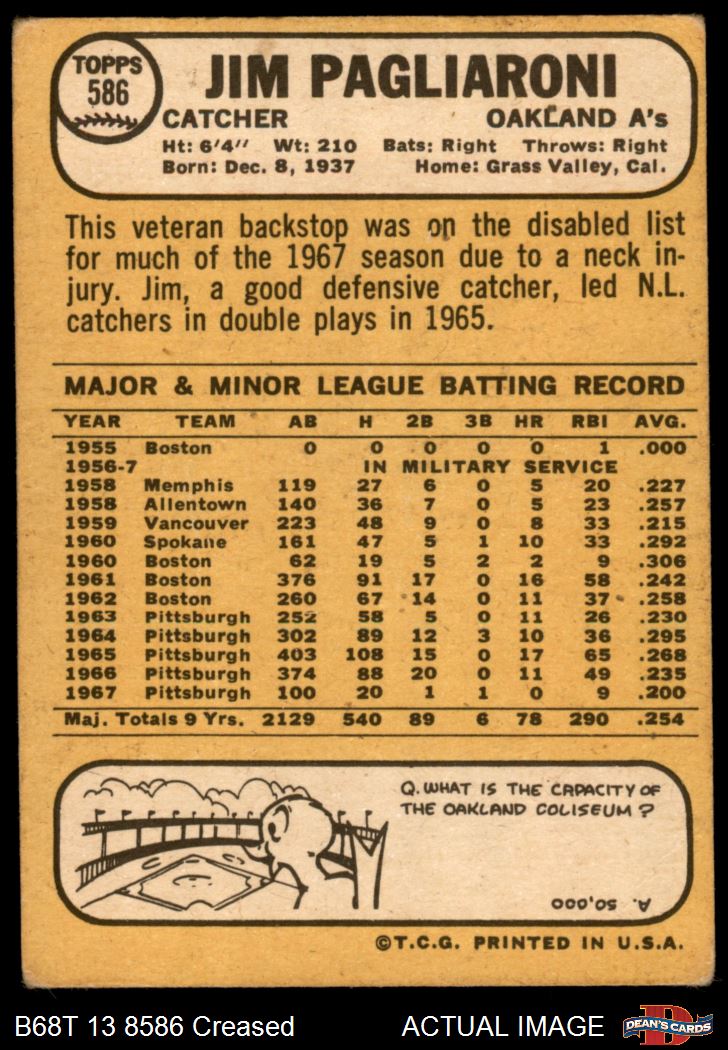 TOPPS
586
JIM PAGLIARONI
CATCHER OAKLAND A's
Ht: 6'4" Wt: 210 Bats: Right Throws: Right
Born: Dec. 8, 1937 Home: Grass Valley, Cal.
This veteran backstop was on the disabled list
for much of the 1967 season due to a neck in-
jury. Jim, a good defensive catcher, led N.L.
catchers in double plays in 1965.
MAJOR & MINOR LEAGUE BATTING RECORD
YEAR TEAM AB H 2B 3B HR RBI AVG.
1955 Boston 0 0 0 0 0 1 .000
1956-7 IN MILITARY SERVICE
1958 Memphis 119 27 6 0 5 20 .227
1958 Allentown 140 36 7 0 5 23 .257
1959 Vancouver 223 48 9 0 8 33 .215
1960 Spokane 161 47 5 1 10 33 .292
1960 Boston 62 19 5 2 2 9 .306
1961 Boston 376 91 17 0 16 58 .242
1962 Boston 260 67 14 0 11 37 .258
1963 Pittsburgh 252 58 5 0 11 26 .230
1964 Pittsburgh 302 89 12 3 10 36 .295
1965 Pittsburgh 403 108 15 0 17 65 .268
1966 Pittsburgh 374 88 20 0 11 49 .235
1967 Pittsburgh 100 20 1 1 0 9 .200
Maj. Totals 9 Yrs. 2129 540 89 6 78 290 .254
Q. WHAT IS THE CAPACITY OF
THE OAKLAND COLISEUM?
A. 50,000
©T.C.G. PRINTED IN U.S.A.
B68T 13 8586 Creased ACTUAL IMAGE
D
DEAN'S CARDS